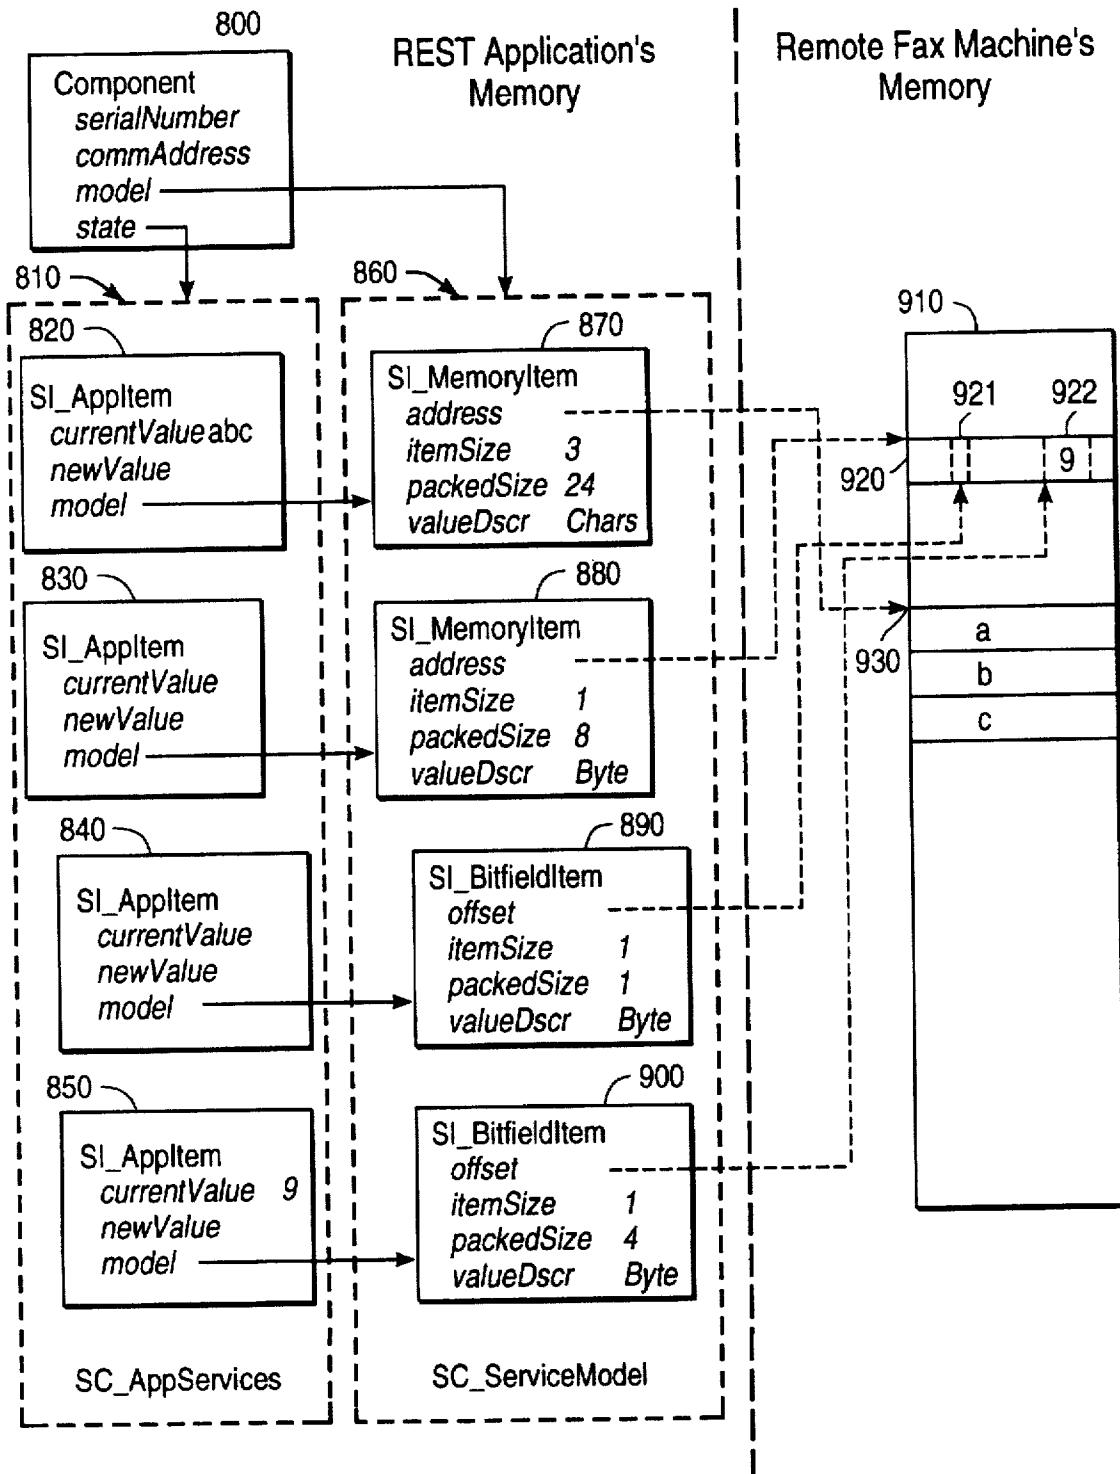 800
REST Application's
Memory
Remote Fax Machine's
Memory
Component
serialNumber
commAddress
model
state
810
860
820
SI_AppItem
currentValue abc
newValue
model
870
SI_MemoryItem
address
itemSize 3
packedSize 24
valueDscr Chars
830
SI_AppItem
currentValue
newValue
model
880
SI_MemoryItem
address
itemSize 1
packedSize 8
valueDscr Byte
840
SI_AppItem
currentValue
newValue
model
890
SI_BitfieldItem
offset
itemSize 1
packedSize 1
valueDscr Byte
850
SI_AppItem
currentValue 9
newValue
model
900
SI_BitfieldItem
offset
itemSize 1
packedSize 4
valueDscr Byte
SC_AppServices
SC_ServiceModel
910
921 922
920
9
930
a
b
c